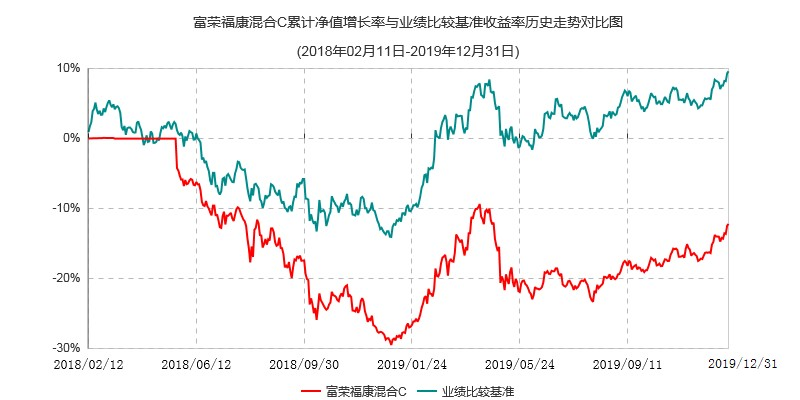 富荣福康混合C累计净值增长率与业绩比较基准收益率历史走势对比图
(2018年02月11日-2019年12月31日)
10%
0%
-10%
-20%
-30%
2018/02/12 2018/06/12 2018/09/30 2019/01/24 2019/05/24 2019/09/11 2019/12/31
富荣福康混合C 业绩比较基准